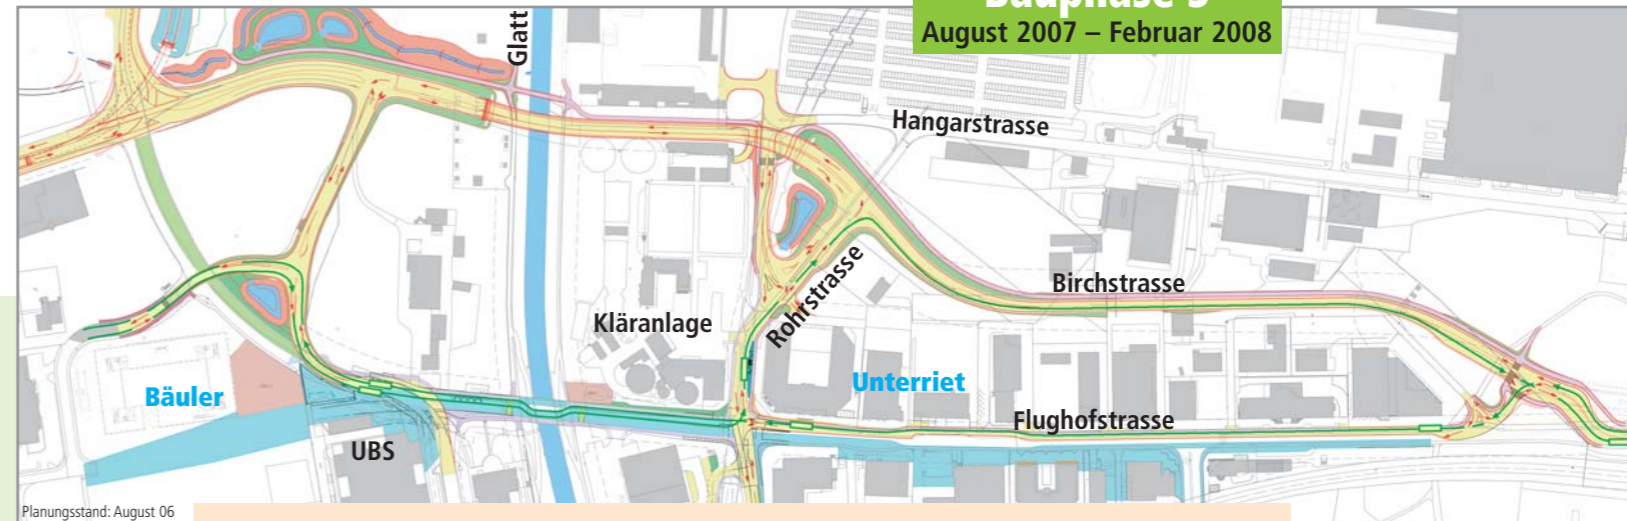 August 2007 – Februar 2008
Glatt
Hangarstrasse
Birchstrasse
Rohrstrasse
Kläranlage
Unterriet
Bäuler
Flughofstrasse
UBS
Planungsstand: August 06